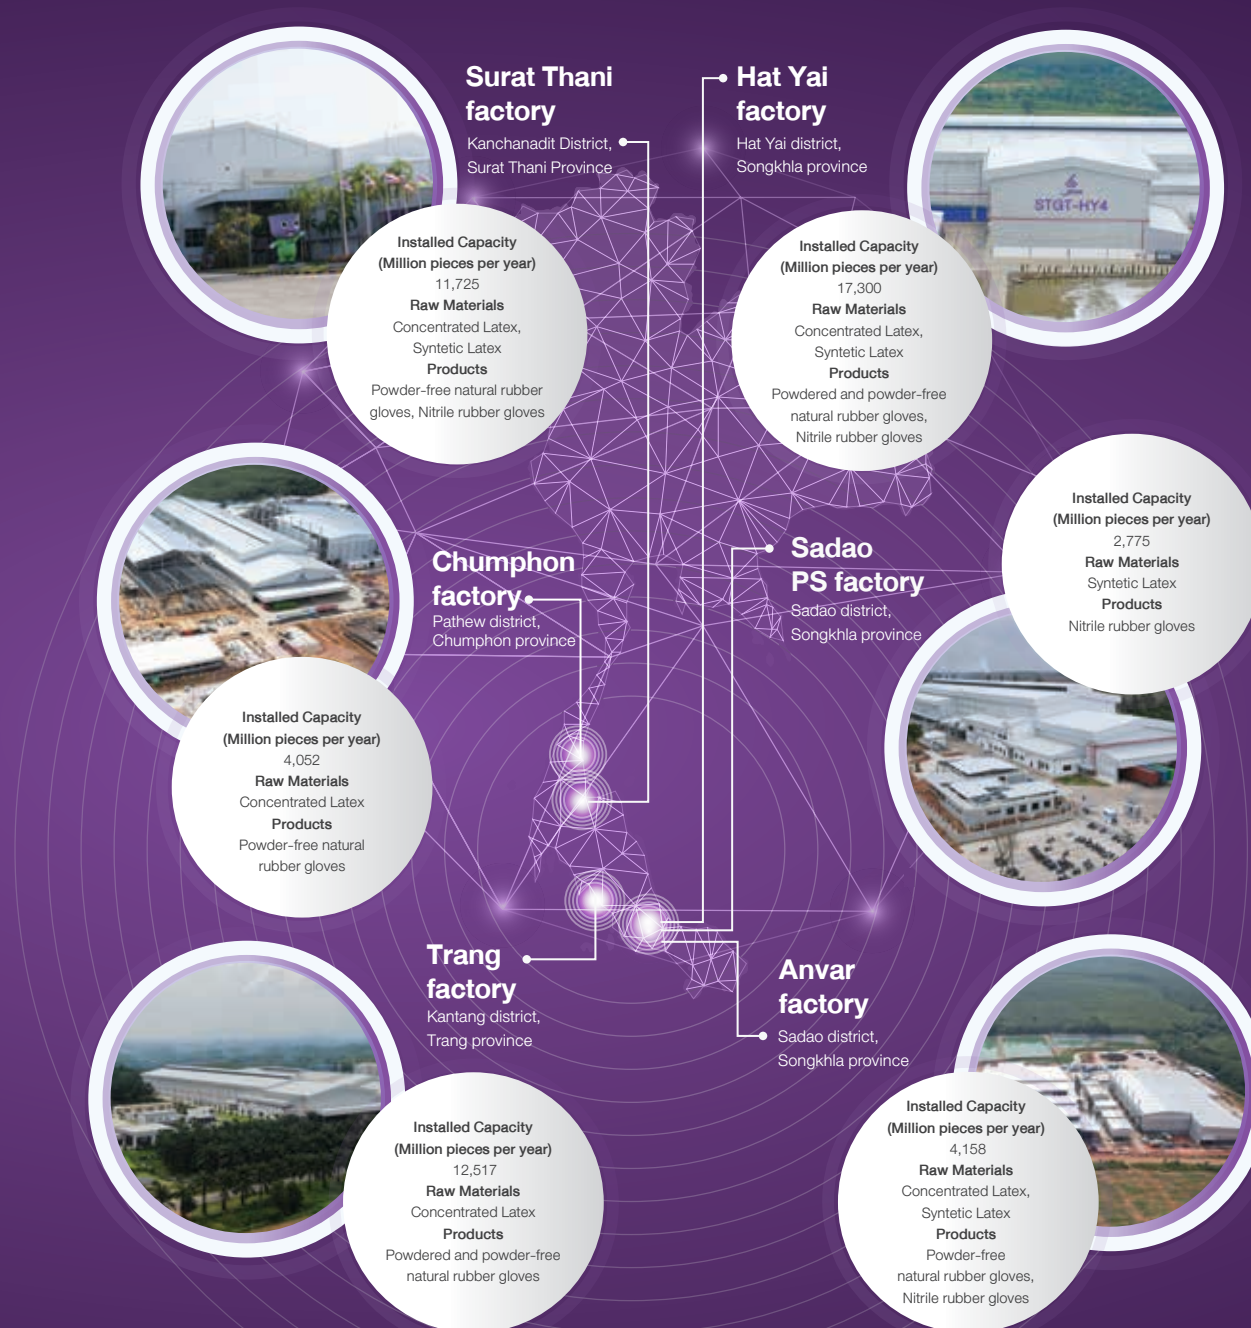 Surat Thani
factory
Kanchanadit District,
Surat Thani Province
Installed Capacity
(Million pieces per year)
11,725
Raw Materials
Concentrated Latex,
Syntetic Latex
Products
Powder-free natural rubber
gloves, Nitrile rubber gloves
Hat Yai
factory
Hat Yai district,
Songkhla province
STGT-HY4
Installed Capacity
(Million pieces per year)
17,300
Raw Materials
Concentrated Latex,
Syntetic Latex
Products
Powdered and powder-free
natural rubber gloves,
Nitrile rubber gloves
Chumphon
factory
Pathew district,
Chumphon province
Installed Capacity
(Million pieces per year)
4,052
Raw Materials
Concentrated Latex
Products
Powder-free natural
rubber gloves
Sadao
PS factory
Sadao district,
Songkhla province
Installed Capacity
(Million pieces per year)
2,775
Raw Materials
Syntetic Latex
Products
Nitrile rubber gloves
Trang
factory
Kantang district,
Trang province
Installed Capacity
(Million pieces per year)
12,517
Raw Materials
Concentrated Latex
Products
Powdered and powder-free
natural rubber gloves
Anvar
factory
Sadao district,
Songkhla province
Installed Capacity
(Million pieces per year)
4,158
Raw Materials
Concentrated Latex,
Syntetic Latex
Products
Powder-free
natural rubber gloves,
Nitrile rubber gloves